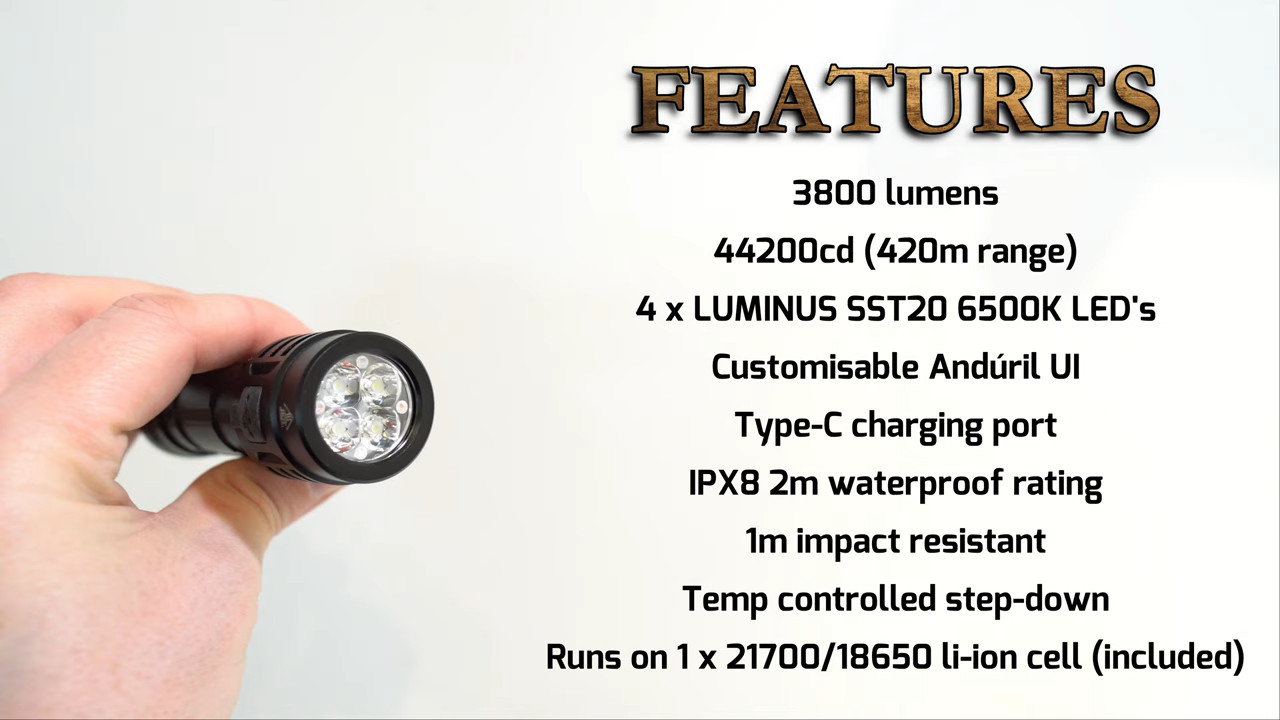 FEATURES
3800 lumens
44200cd (420m range)
4 x LUMINUS SST20 6500K LED's
Customisable Andúril UI
Type-C charging port
IPX8 2m waterproof rating
1m impact resistant
Temp controlled step-down
Runs on 1 x 21700/18650 li-ion cell (included)